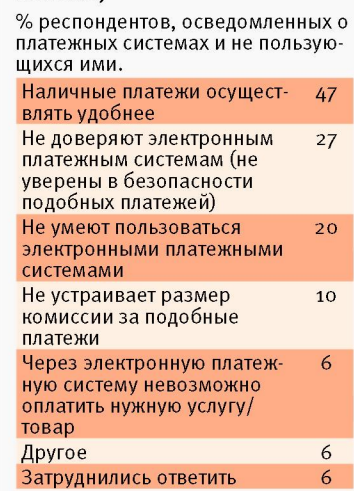 % респондентов, осведомленных о
платежных системах и не пользую-
щихся ими.
Наличные платежи осущест- 47
влять удобнее
Не доверяют электронным 27
платежным системам (не
уверены в безопасности
подобных платежей)
Не умеют пользоваться 20
электронными платежными
системами
Не устраивает размер 10
комиссии за подобные
платежи
Через электронную платеж- 6
ную систему невозможно
оплатить нужную услугу/
товар
Другое 6
Затруднились ответить 6